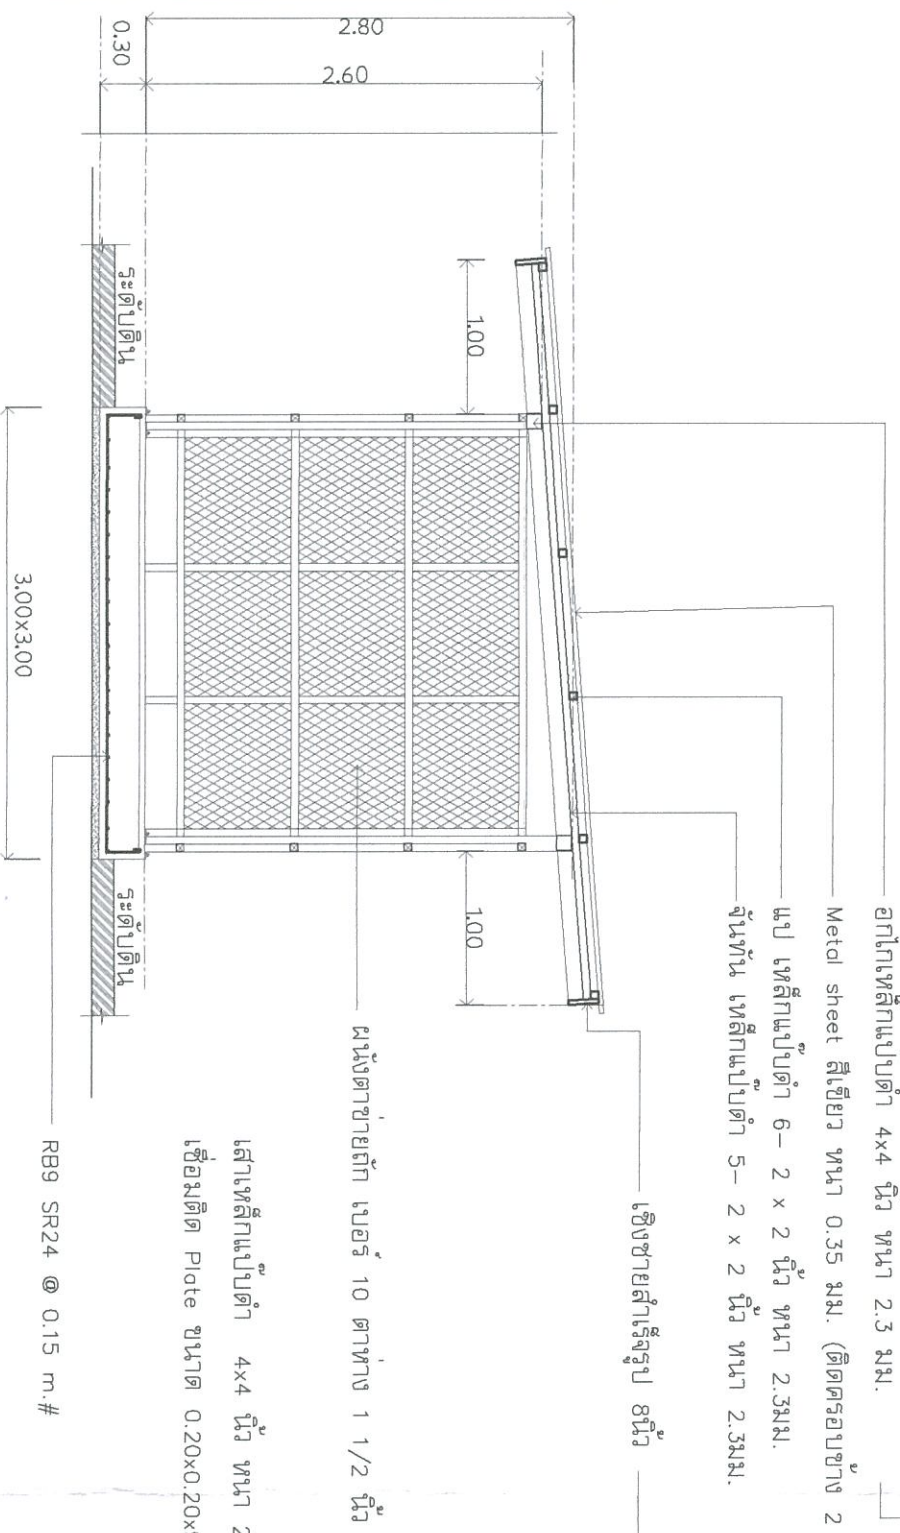 อกไก่เหล็กแป๊บดำ 4x4 นิ้ว หนา 2.3 มม.
Metal sheet สีเขียว หนา 0.35 มม. (ติดครอบข้าง 2
แป เหล็กแป๊บดำ 6- 2 x 2 นิ้ว หนา 2.3มม.
จันทัน เหล็กแป๊บดำ 5- 2 x 2 นิ้ว หนา 2.3มม.
เชิงชายสำเร็จรูป 8นิ้ว
2.80
2.60
0.30
1.00
1.00
ผนังตาข่ายถัก เบอร์ 10 ตาห่าง 1 1/2 นิ้ว
เสาเหล็กแป๊บดำ 4x4 นิ้ว หนา 2
เชื่อมติด Plate ขนาด 0.20x0.20x
ระดับดิน
ระดับดิน
RB9 SR24 @ 0.15 m.#
3.00x3.00